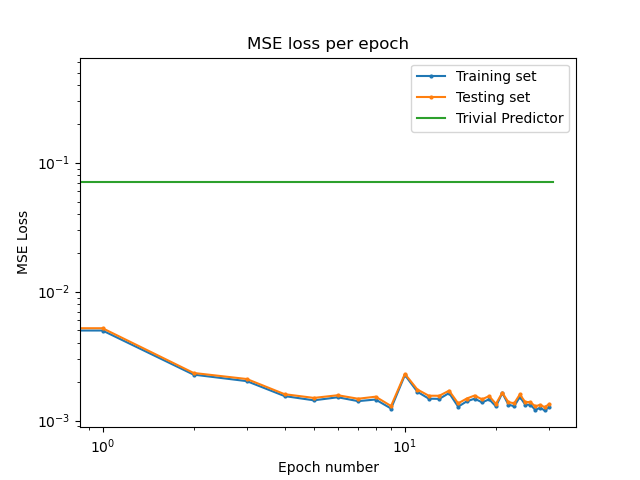 MSE loss per epoch
Training set
Testing set
Trivial Predictor
MSE Loss
10⁻¹
10⁻²
10⁻³
10⁰
10¹
Epoch number